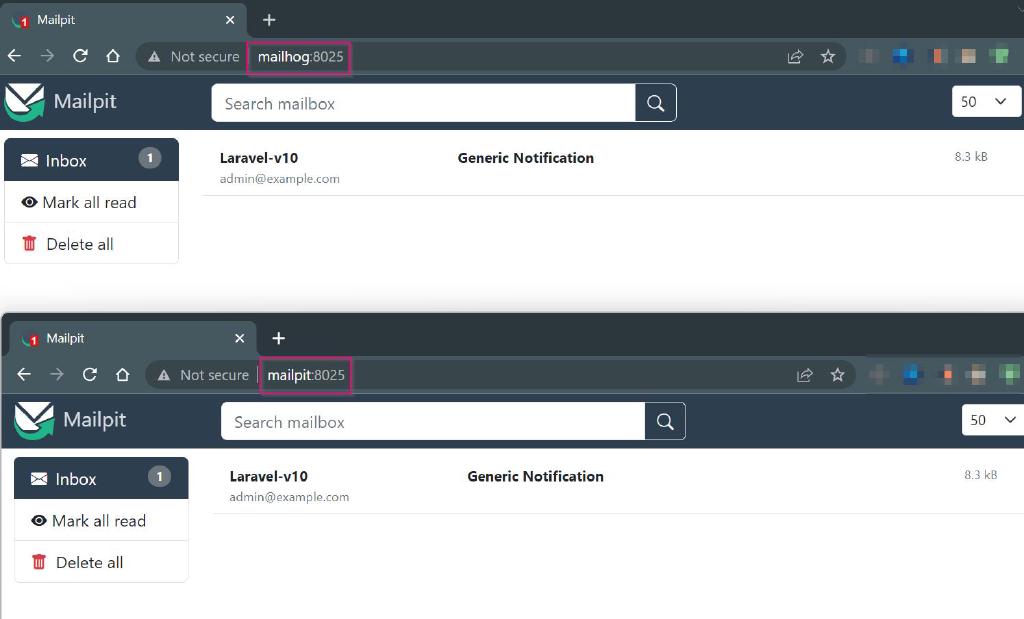 1 Mailpit
Not secure mailhog:8025
Mailpit Search mailbox 50
Inbox 1 Laravel-v10 Generic Notification 8.3 kB
admin@example.com
Mark all read
Delete all
1 Mailpit
Not secure mailpit:8025
Mailpit Search mailbox 50
Inbox 1 Laravel-v10 Generic Notification 8.3 kB
admin@example.com
Mark all read
Delete all